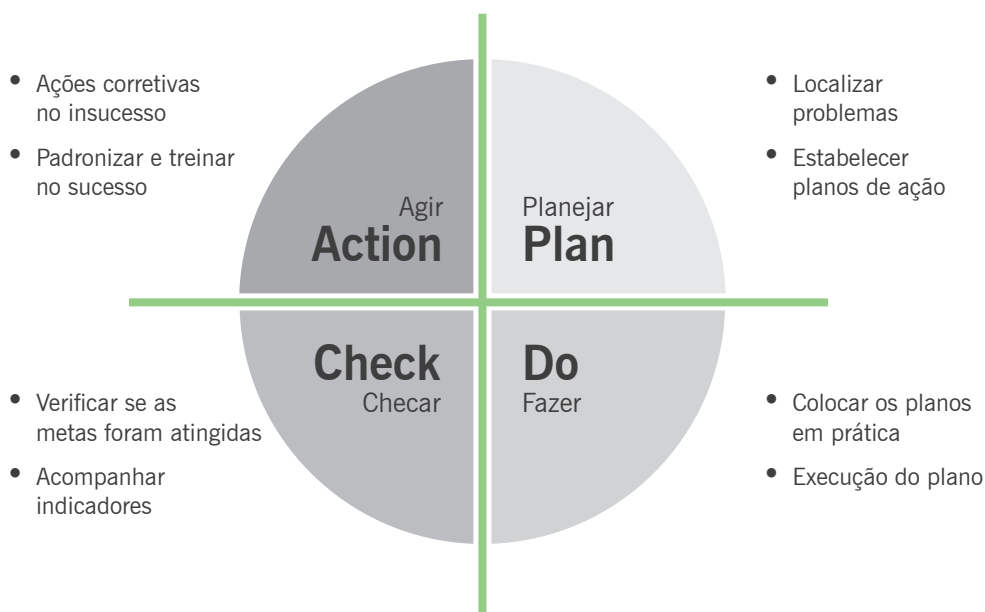 • Ações corretivas
no insucesso
• Padronizar e treinar
no sucesso
Agir
Action
Planejar
Plan
• Localizar
problemas
• Estabelecer
planos de ação
Check
Checar
Do
Fazer
• Verificar se as
metas foram atingidas
• Acompanhar
indicadores
• Colocar os planos
em prática
• Execução do plano